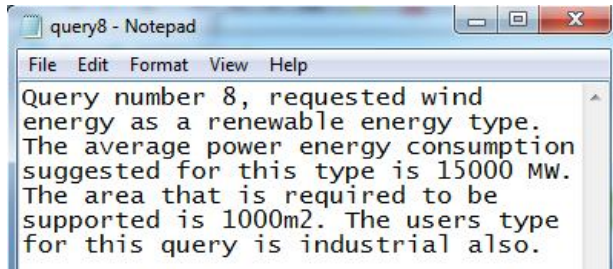 query8 - Notepad
File Edit Format View Help
Query number 8, requested wind
energy as a renewable energy type.
The average power energy consumption
suggested for this type is 15000 MW.
The area that is required to be
supported is 1000m2. The users type
for this query is industrial also.